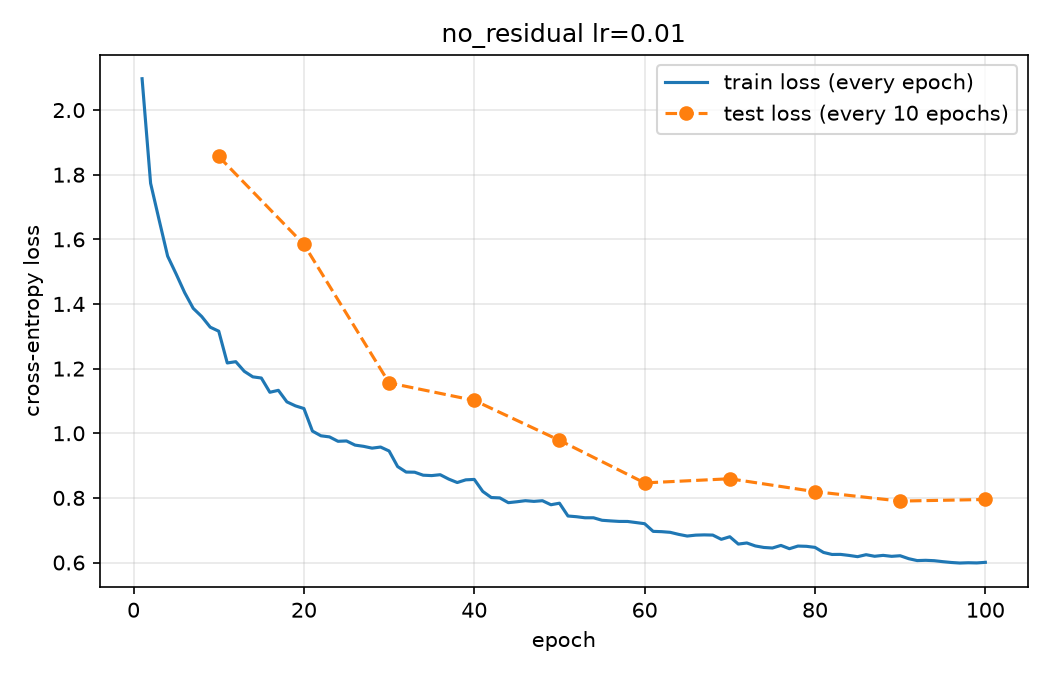 no_residual lr=0.01
train loss (every epoch)
test loss (every 10 epochs)
cross-entropy loss
2.0
1.8
1.6
1.4
1.2
1.0
0.8
0.6
0 20 40 60 80 100
epoch